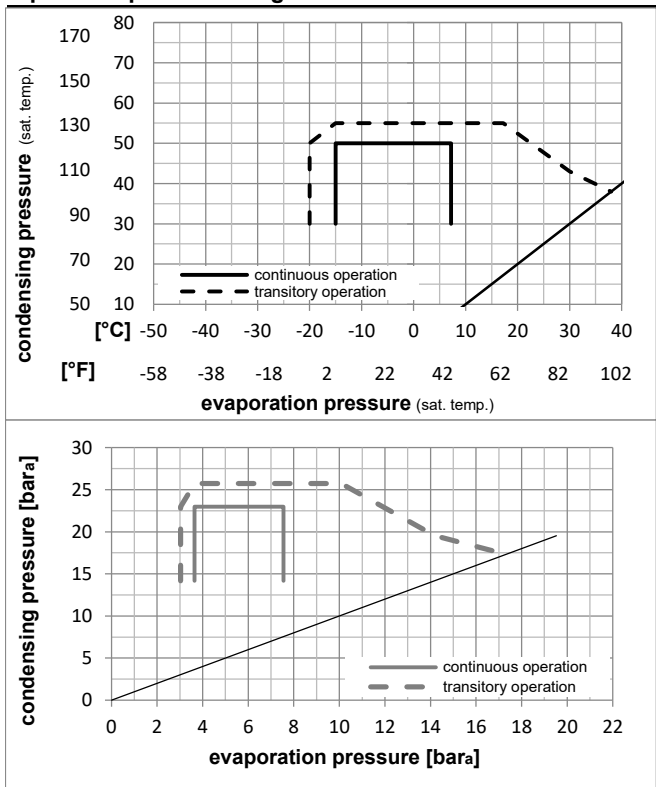 condensing pressure (sat. temp.)
170 80
150 70
60
130 50
110 40
90 30
70 20
50 10
continuous operation
transitory operation
[°C] -50 -40 -30 -20 -10 0 10 20 30 40
[°F] -58 -38 -18 2 22 42 62 82 102
evaporation pressure (sat. temp.)
condensing pressure [bara]
30
25
20
15
10
5
0
continuous operation
transitory operation
0 2 4 6 8 10 12 14 16 18 20 22
evaporation pressure [bara]